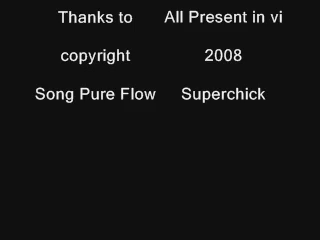 Thanks to All Present in vi
copyright 2008
Song Pure Flow Superchick